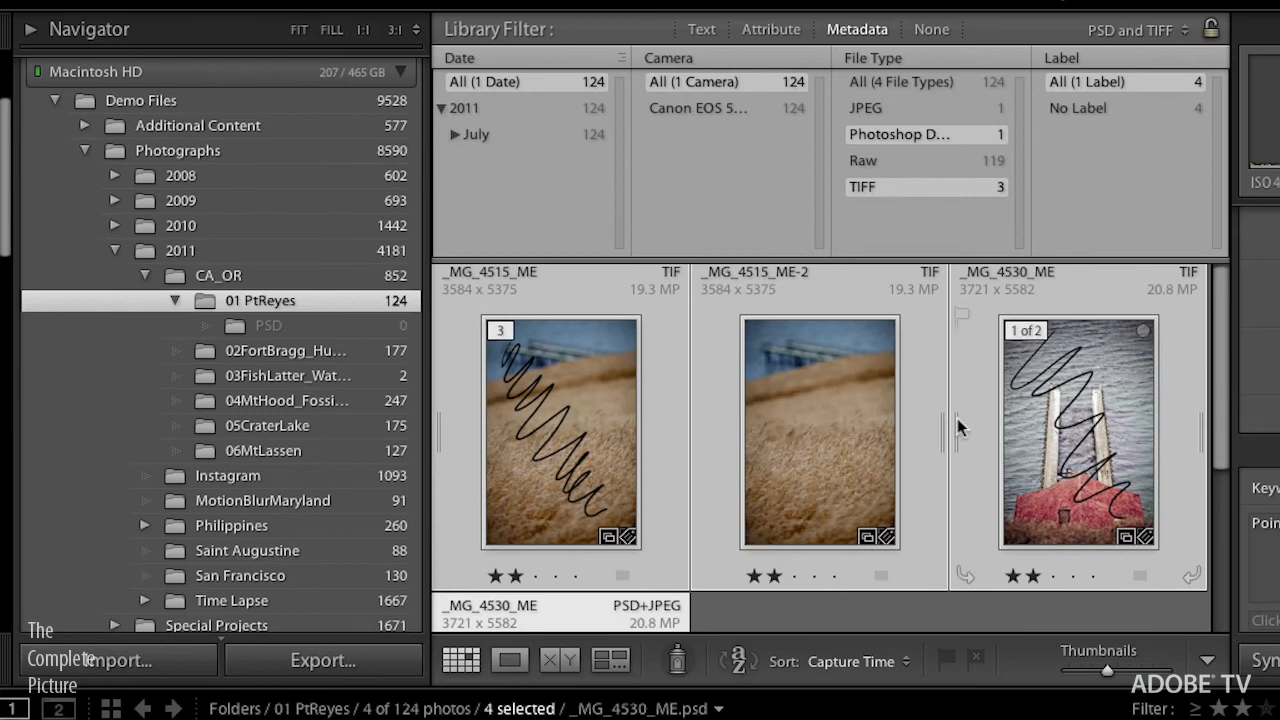 Navigator FIT FILL 1:1 3:1
Macintosh HD 207 / 465 GB
Demo Files 9528
Additional Content 577
Photographs 8590
2008 602
2009 693
2010 1442
2011 4181
CA_OR 852
01 PtReyes 124
PSD 0
02FortBragg_Hu... 177
03FishLatter_Wat... 2
04MtHood_Fossi... 247
05CraterLake 175
06MtLassen 127
Instagram 1093
MotionBlurMaryland 91
Philippines 260
Saint Augustine 88
San Francisco 130
Time Lapse 1667
Special Projects 1671
Import... Export...
The
Complete
Picture
Library Filter : Text Attribute Metadata None PSD and TIFF
Date Camera File Type Label
All (1 Date) 124 All (1 Camera) 124 All (4 File Types) 124 All (1 Label) 4
2011 124 Canon EOS 5... 124 JPEG 1 No Label 4
July 124 Photoshop D... 1
Raw 119
TIFF 3
_MG_4515_ME TIF _MG_4515_ME-2 TIF _MG_4530_ME TIF
3584 x 5375 19.3 MP 3584 x 5375 19.3 MP 3721 x 5582 20.8 MP
3 1 of 2
_MG_4530_ME PSD+JPEG
3721 x 5582 20.8 MP
X Y Sort: Capture Time Thumbnails
ISO 4
Keyw
Poin
Click
Syn
ADOBE TV
1 2 Folders / 01 PtReyes / 4 of 124 photos / 4 selected / _MG_4530_ME.psd Filter : ≥